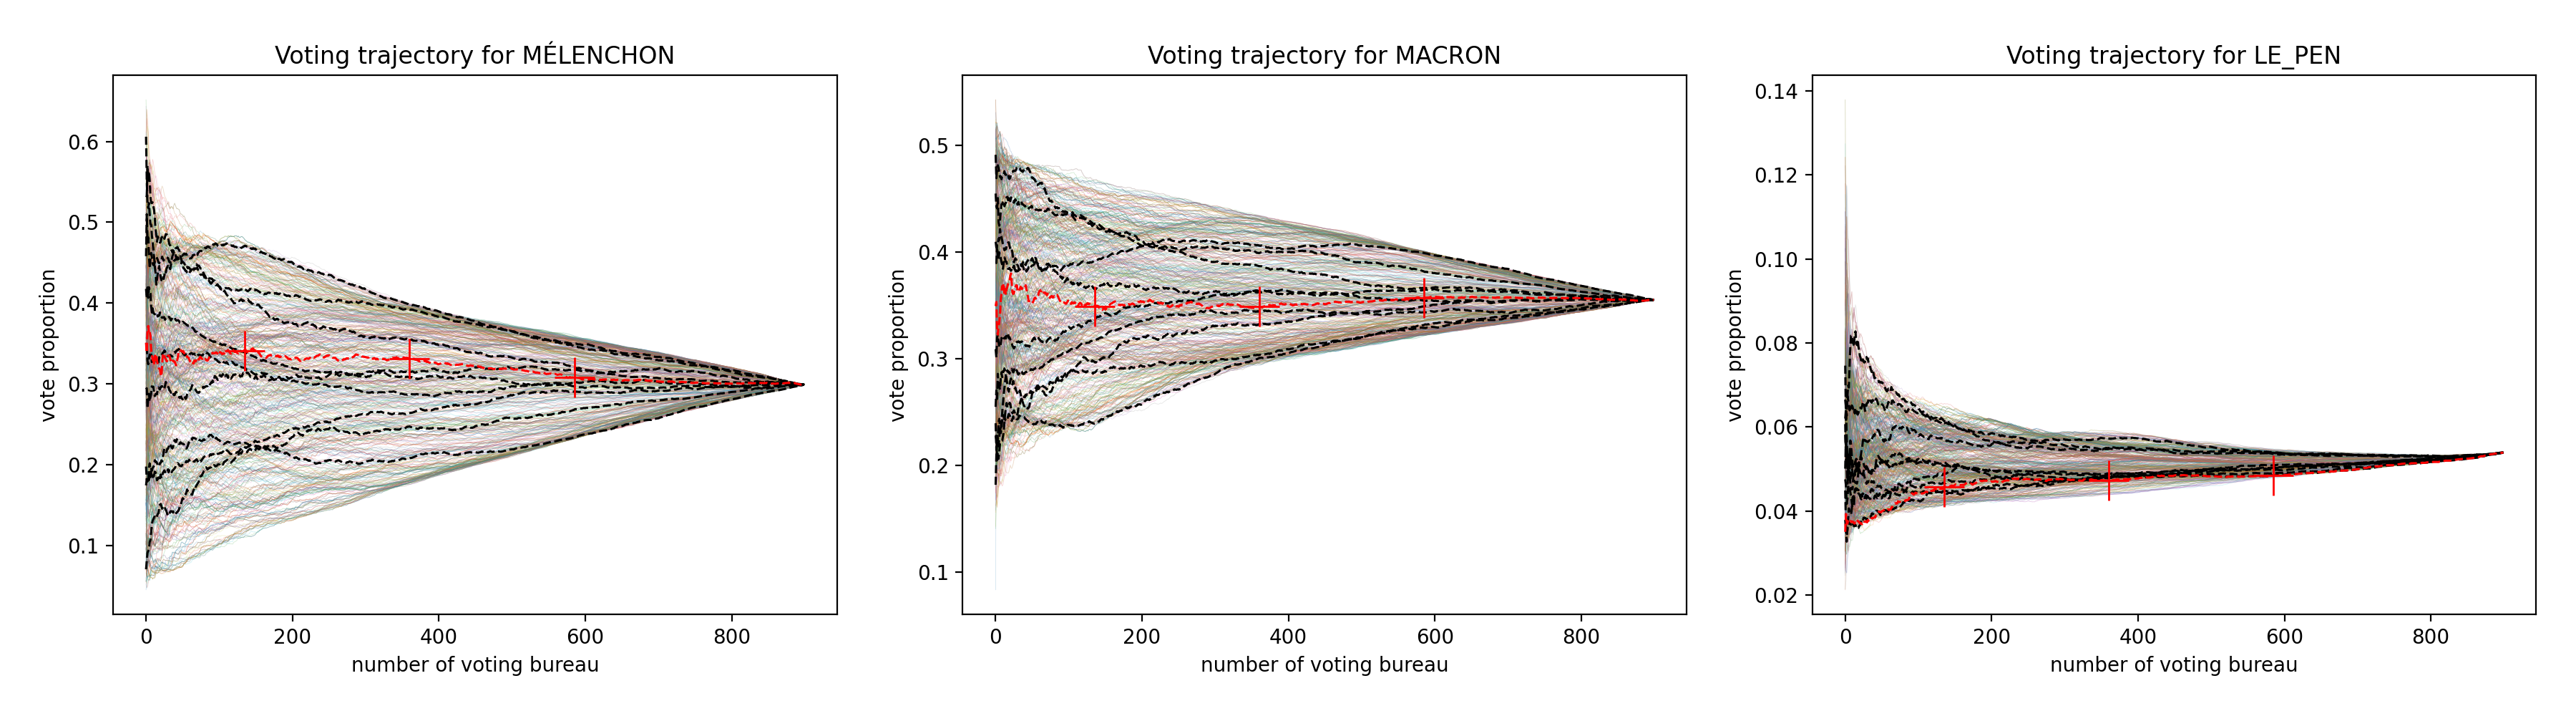 Voting trajectory for MÉLENCHON
vote proportion
0.6
0.5
0.4
0.3
0.2
0.1
0 200 400 600 800
number of voting bureau
Voting trajectory for MACRON
vote proportion
0.5
0.4
0.3
0.2
0.1
0 200 400 600 800
number of voting bureau
Voting trajectory for LE_PEN
vote proportion
0.14
0.12
0.10
0.08
0.06
0.04
0.02
0 200 400 600 800
number of voting bureau